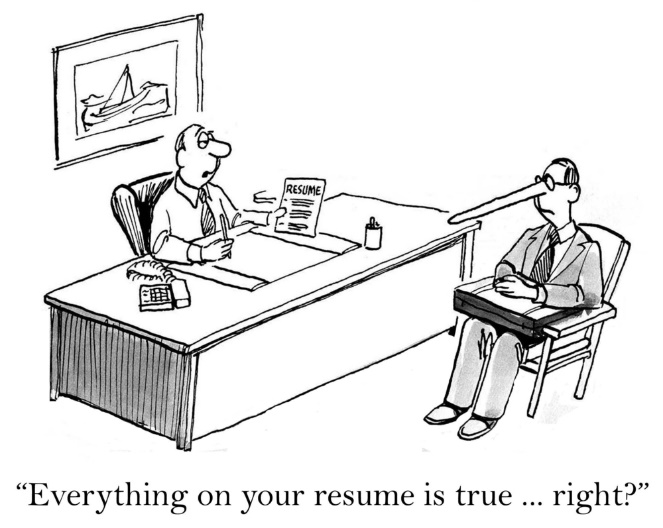 RESUME
“Everything on your resume is true ... right?”